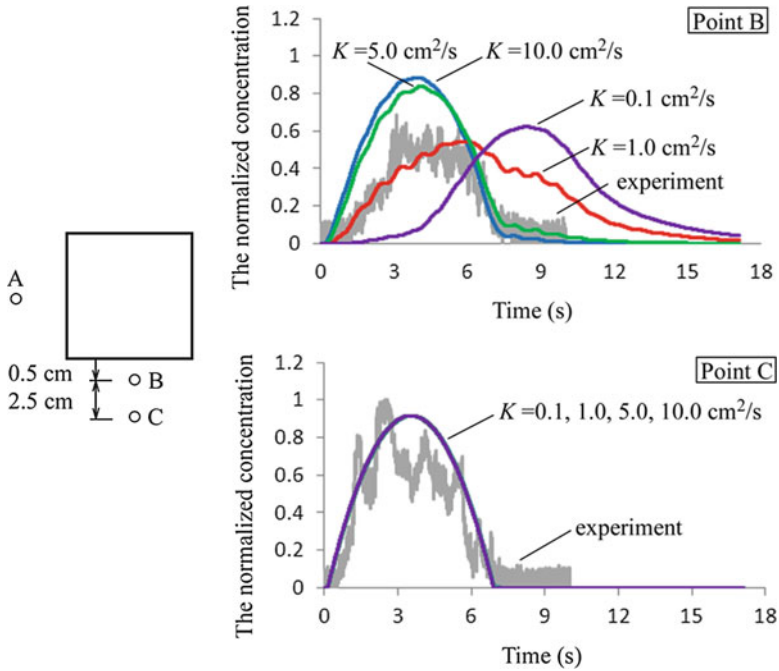 Point B
The normalized concentration
1.2
1
0.8
0.6
0.4
0.2
0
K =5.0 cm²/s
K =10.0 cm²/s
K =0.1 cm²/s
K =1.0 cm²/s
experiment
0 3 6 9 12 15 18
Time (s)
A
0.5 cm
B
2.5 cm
C
Point C
The normalized concentration
1.2
1
0.8
0.6
0.4
0.2
0
K = 0.1, 1.0, 5.0, 10.0 cm²/s
experiment
0 3 6 9 12 15 18
Time (s)